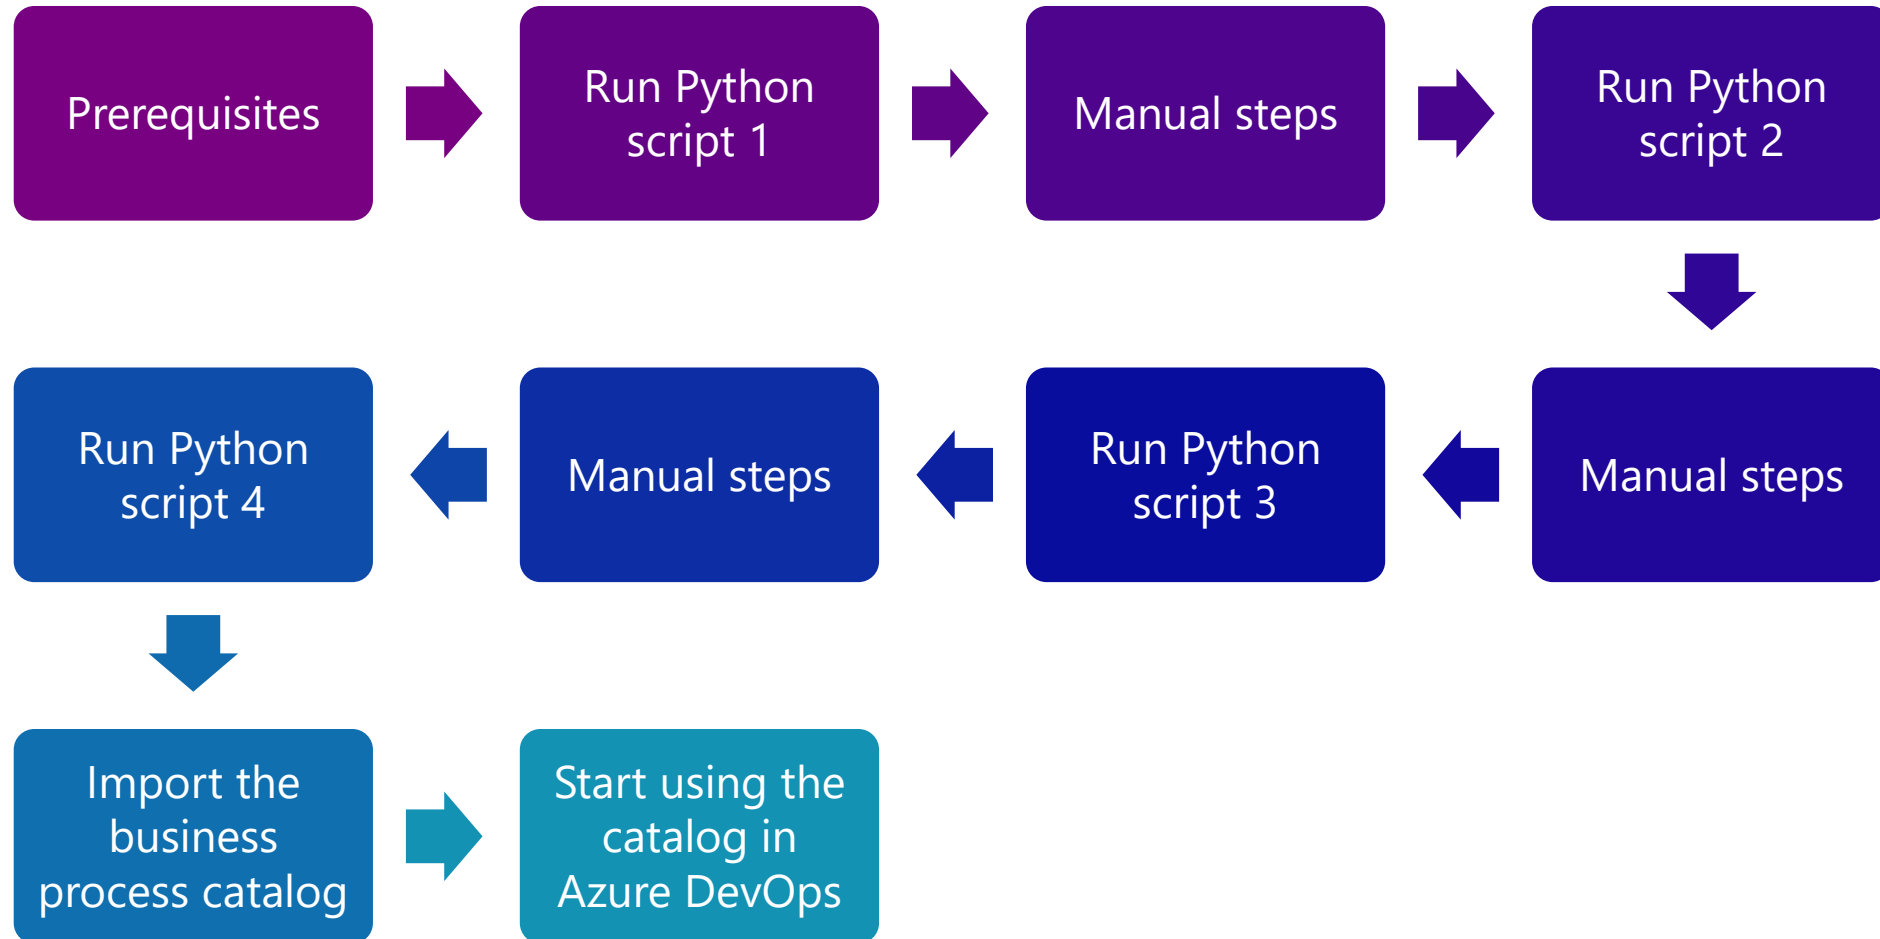 Prerequisites
Run Python
script 1
Manual steps
Run Python
script 2
Manual steps
Run Python
script 3
Manual steps
Run Python
script 4
Import the
business
process catalog
Start using the
catalog in
Azure DevOps